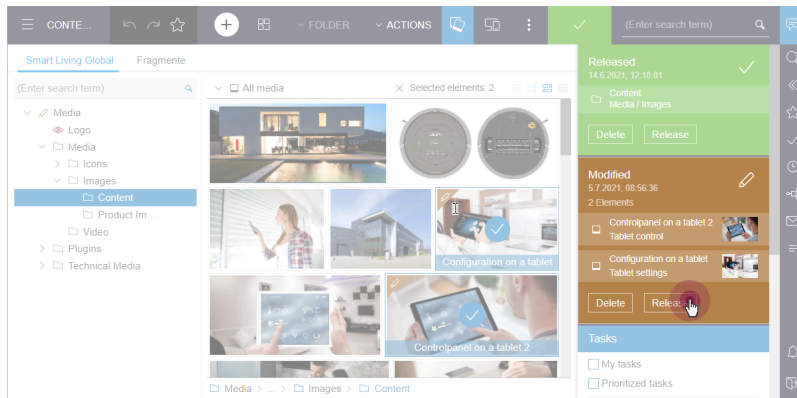 CONTE...
FOLDER
ACTIONS
(Enter search term)
Smart Living Global
Fragmente
(Enter search term)
All media
Selected elements: 2
Media
Logo
Media
Icons
Images
Content
Product Im...
Video
Plugins
Technical Media
Configuration on a tablet
Controlpanel on a tablet 2
Media > ... > Images > Content
Released
14.6.2021, 12:10:01
Content
Media / Images
Delete
Release
Modified
5.7.2021, 08:56:36
2 Elements
Controlpanel on a tablet 2
Tablet control
Configuration on a tablet
Tablet settings
Delete
Release
Tasks
My tasks
Prioritized tasks